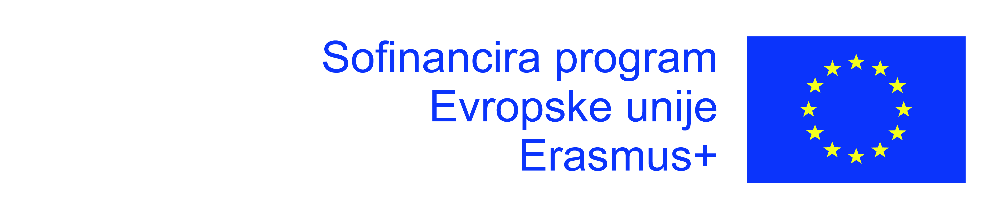 Sofinancira program
Evropske unije
Erasmus+